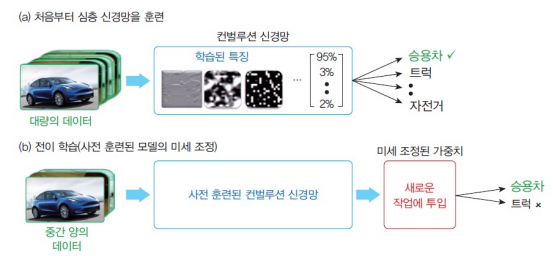 (a) 처음부터 심층 신경망을 훈련
컨벌루션 신경망
학습된 특징
95%
3%
2%
...
승용차 ✓
트럭
자전거
대량의 데이터
(b) 전이 학습(사전 훈련된 모델의 미세 조정)
미세 조정된 가중치
사전 훈련된 컨벌루션 신경망
새로운
작업에 투입
승용차
트럭 ×
중간 양의
데이터